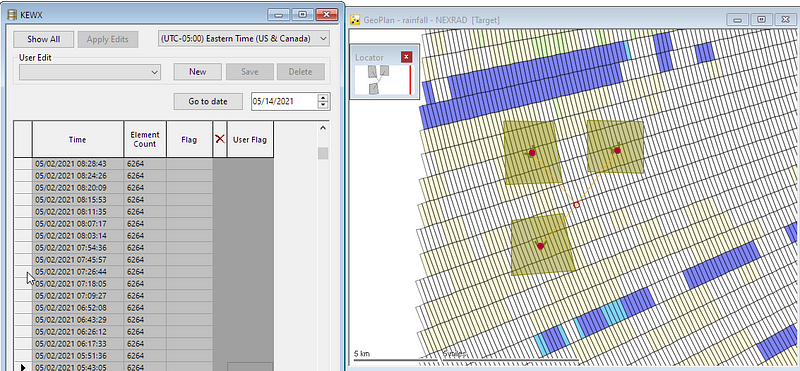 KEWX
Show All
Apply Edits
(UTC-05:00) Eastern Time (US & Canada)
User Edit
New
Save
Delete
Go to date
05/14/2021
Time
Element Count
Flag
User Flag
05/02/2021 08:28:43 6264
05/02/2021 08:24:26 6264
05/02/2021 08:20:09 6264
05/02/2021 08:15:53 6264
05/02/2021 08:11:35 6264
05/02/2021 08:07:17 6264
05/02/2021 08:03:14 6264
05/02/2021 07:54:36 6264
05/02/2021 07:45:57 6264
05/02/2021 07:26:44 6264
05/02/2021 07:18:05 6264
05/02/2021 07:09:27 6264
05/02/2021 06:52:08 6264
05/02/2021 06:43:29 6264
05/02/2021 06:26:12 6264
05/02/2021 06:17:33 6264
05/02/2021 05:51:36 6264
05/02/2021 05:43:05 6264
GeoPlan - rainfall - NEXRAD [Target]
Locator
5 km
5 miles